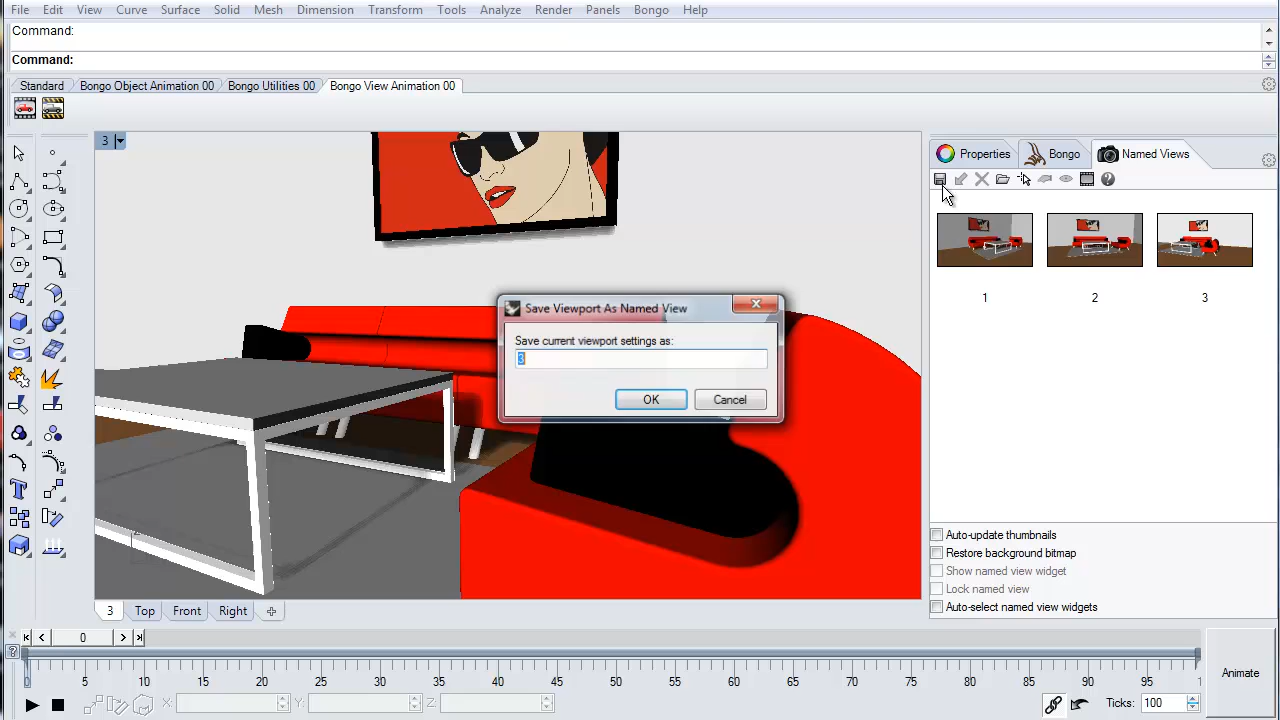 File Edit View Curve Surface Solid Mesh Dimension Transform Tools Analyze Render Panels Bongo Help
Command:
Command:
Standard Bongo Object Animation 00 Bongo Utilities 00 Bongo View Animation 00
3
Properties Bongo Named Views
1 2 3
Save Viewport As Named View
Save current viewport settings as:
3
OK Cancel
Auto-update thumbnails
Restore background bitmap
Show named view widget
Lock named view
Auto-select named view widgets
3 Top Front Right
0
0 5 10 15 20 25 30 35 40 45 50 55 60 65 70 75 80 85 90 95 1
Animate
X: Y: Z: Ticks: 100